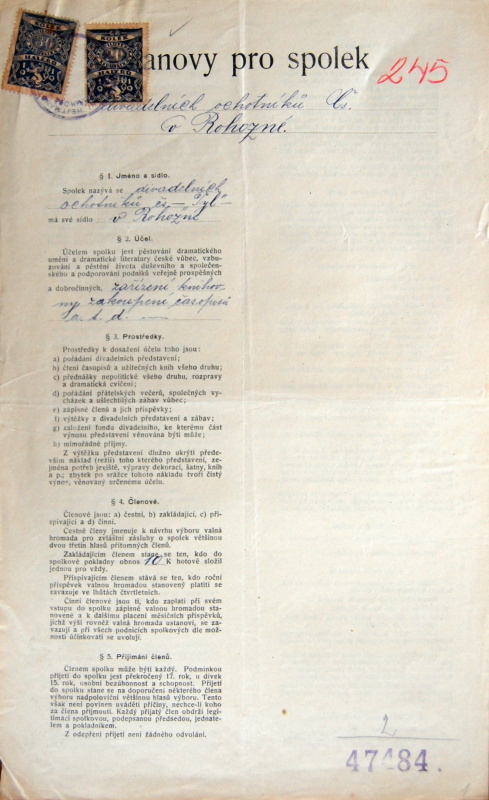 KOLEK
HALÉŘŮ
KOLEK
HALÉŘŮ
anovy pro spolek
245
divadelních ochotníků Čs.
v Rohozné.
§ 1. Jméno a sídlo.
Spolek nazývá se divadelních
ochotníků čs – "Tyl"
má své sídlo v Rohozné
§ 2. Účel.
Účelem spolku jest pěstování dramatického
umění a dramatické literatury české vůbec, vzbu-
zování a pěstění života duševního a společen-
ského a podporování podniků veřejně prospěšných
a dobročinných, zařízení knihov-
ny zakoupení časopisů
a. t. d.
§ 3. Prostředky.
Prostředky k dosažení účelu toho jsou:
a) pořádání divadelních představení;
b) čtení časopisů a užitečných knih všeho druhu;
c) přednášky nepolitické všeho druhu, rozpravy
a dramatická cvičení;
d) pořádání přátelských večerů, společných vy-
cházek a ušlechtilých zábav vůbec;
e) zápisné členů a jich příspěvky;
f) výtěžky z divadelních představení a zábav;
g) založení fondu divadelního, ke kterému část
výnosu představení věnována býti může;
h) mimořádné příjmy.
Z výtěžku představení dlužno ukrýti přede-
vším náklad (režii) toho kterého představení, ze-
jména potřeb jeviště, výpravy dekorací, šatny, knih
a p.; zbytek po srážce tohoto nákladu tvoří čistý
výnos, věnovaný určenému účelu.
§ 4. Členové.
Členové jsou: a) čestní, b) zakládající, c) při-
spívající a d) činní.
Čestné členy jmenuje k návrhu výboru valná
hromada pro zvláštní zásluhy o spolek většinou
dvou třetin hlasů přítomných členů.
Zakládajícím členem stane se ten, kdo do
spolkové pokladny obnos 10 K hotově složil
jednou pro vždy.
Přispívajícím členem stává se ten, kdo roční
příspěvek valnou hromadou stanovený platiti se
zavazuje ve lhůtách čtvrtletních.
Činní členové jsou ti, kdo zaplatí při svém
vstupu do spolku zápisné valnou hromadou sta-
novené a k dalšímu placení měsíčních příspěvků,
jichž výši rovněž valná hromada ustanoví, se za-
vazují a při všech podnicích spolkových dle mož-
nosti účinkovati se uvolují.
§ 5. Přijímání členů.
Členem spolku může býti každý. Podmínkou
přijetí do spolku jest překročený 17. rok, u dívek
15. rok, osobní bezúhonnost a schopnost. Přijetí
do spolku stane se na doporučení některého člena
výboru nadpoloviční většinou hlasů výboru. Tento
však není povinen uváděti příčiny, nechce-li koho
za člena přijmouti. Každý přijatý člen obdrží legi-
timaci spolkovou, podepsanou předsedou, jednate-
lem a pokladníkem.
Z odepření přijetí není žádného odvolání.
2
47484.